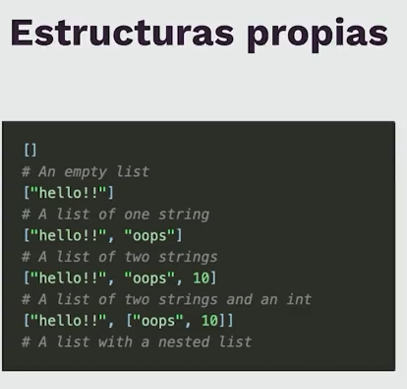 Estructuras propias
[]
# An empty list
["hello!!"]
# A list of one string
["hello!!", "oops"]
# A list of two strings
["hello!!", "oops", 10]
# A list of two strings and an int
["hello!!", ["oops", 10]]
# A list with a nested list